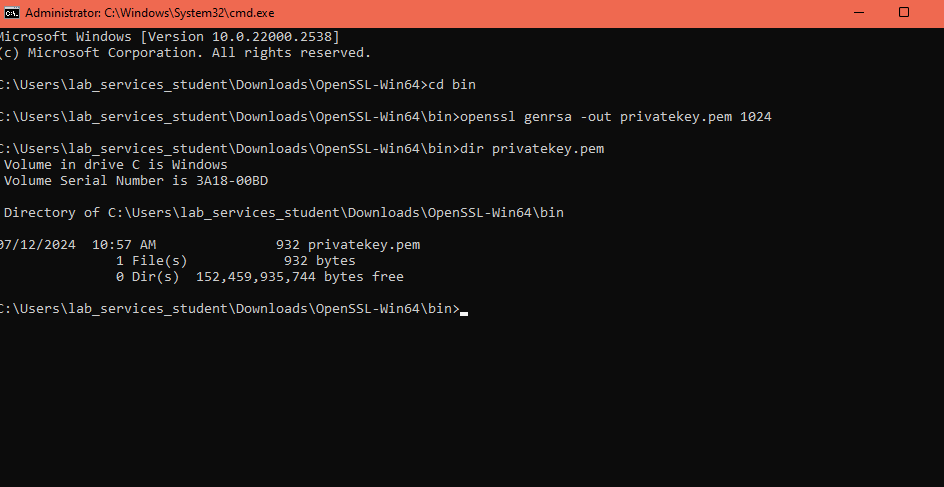 Administrator: C:\Windows\System32\cmd.exe
Microsoft Windows [Version 10.0.22000.2538]
(c) Microsoft Corporation. All rights reserved.
C:\Users\lab_services_student\Downloads\OpenSSL-Win64>cd bin
C:\Users\lab_services_student\Downloads\OpenSSL-Win64\bin>openssl genrsa -out privatekey.pem 1024
C:\Users\lab_services_student\Downloads\OpenSSL-Win64\bin>dir privatekey.pem
Volume in drive C is Windows
Volume Serial Number is 3A18-00BD
Directory of C:\Users\lab_services_student\Downloads\OpenSSL-Win64\bin
07/12/2024  10:57 AM               932 privatekey.pem
1 File(s)            932 bytes
0 Dir(s)  152,459,935,744 bytes free
C:\Users\lab_services_student\Downloads\OpenSSL-Win64\bin>